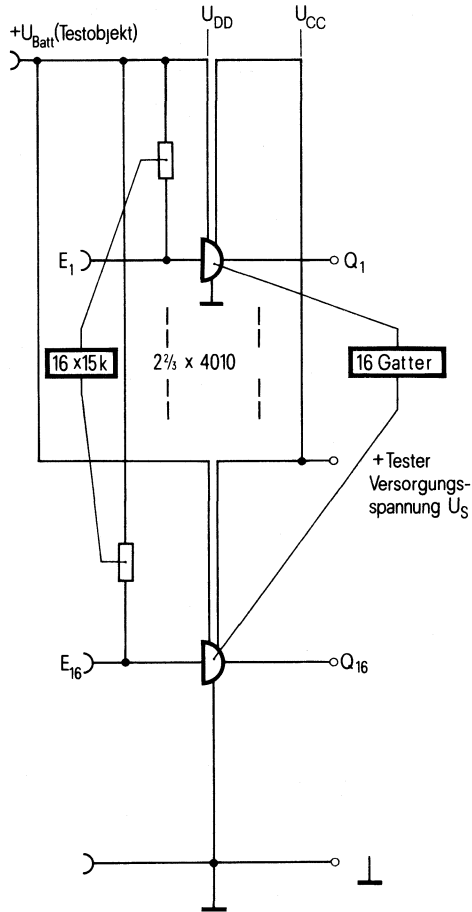 U_DD U_CC
+U_Batt (Testobjekt)
E_1 Q_1
16 x 15k
2⅔ x 4010
16 Gatter
+ Tester
Versorgungs-
spannung U_S
E_16 Q_16